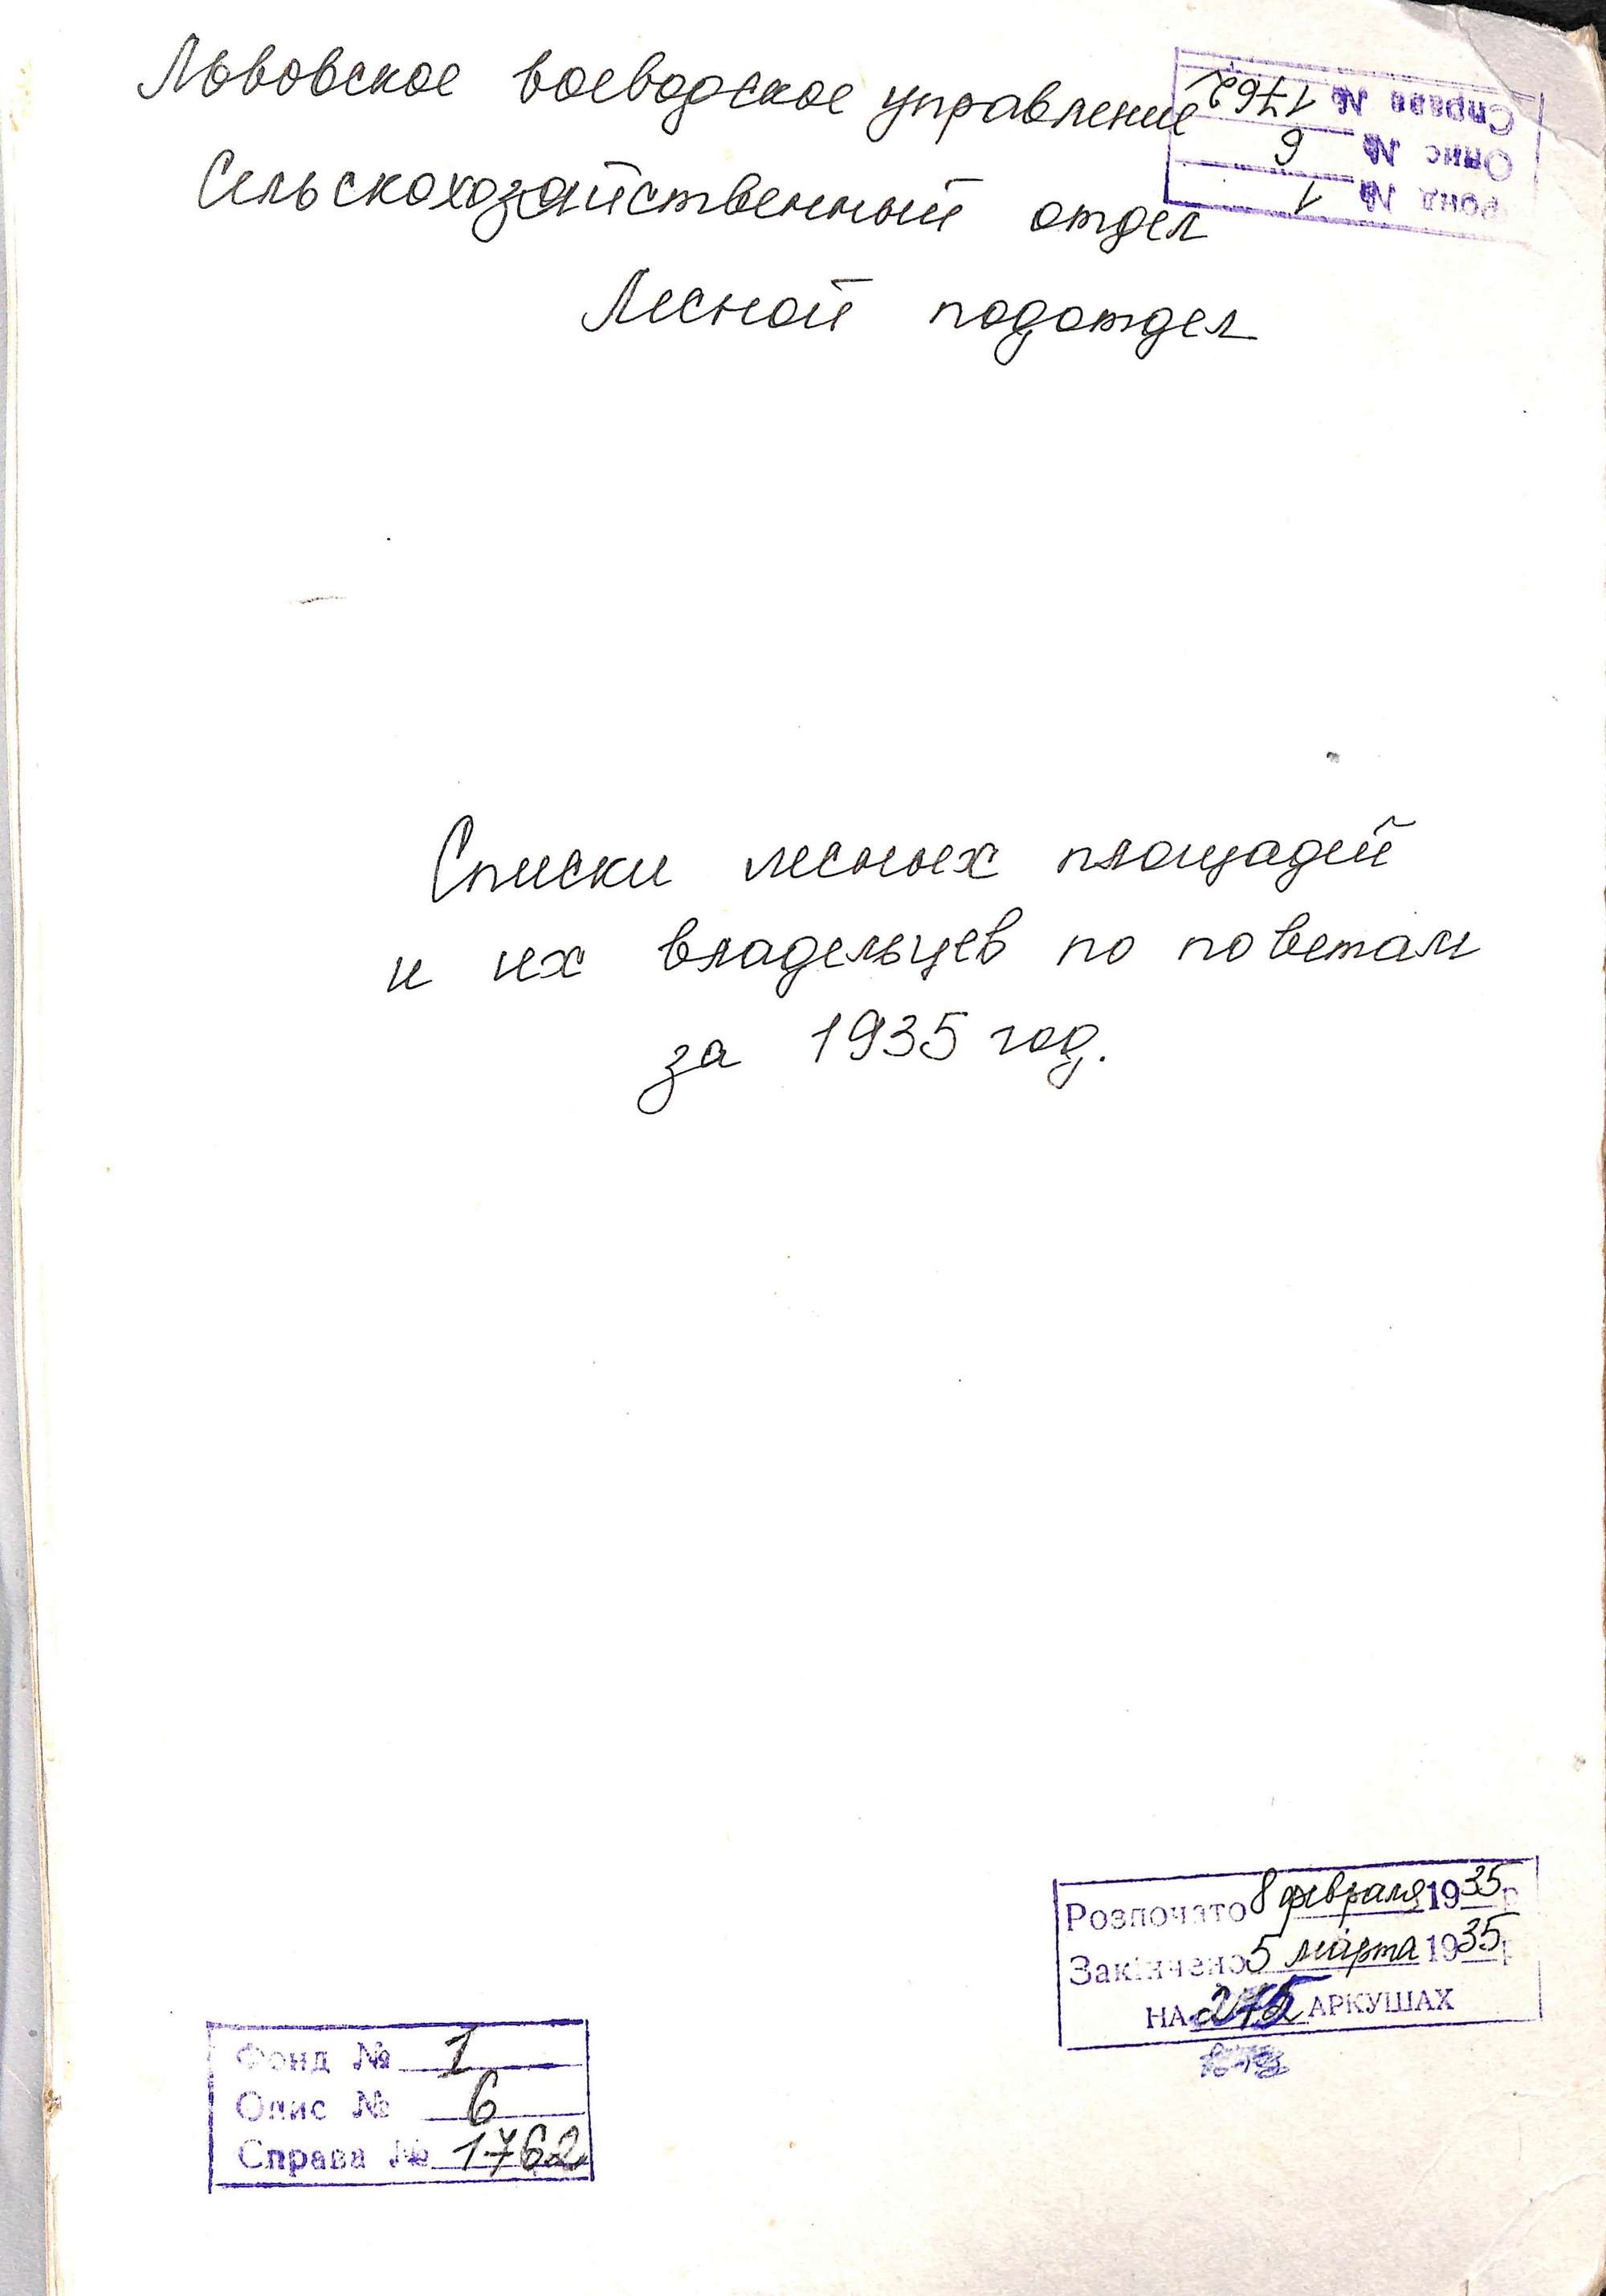 Львовское воеводское управление
Сельскохозяйственный отдел
Лесной подотдел
Справа № 1762
Опис № 6
Фонд № 1
Списки лесных площадей
и их владельцев по поветам
за 1935 год.
Розпочато 8 февраля 1935 р
Закінчено 5 марта 1935 р
НА АРКУШАХ
Фонд № 1
Опис № 6
Справа № 1762